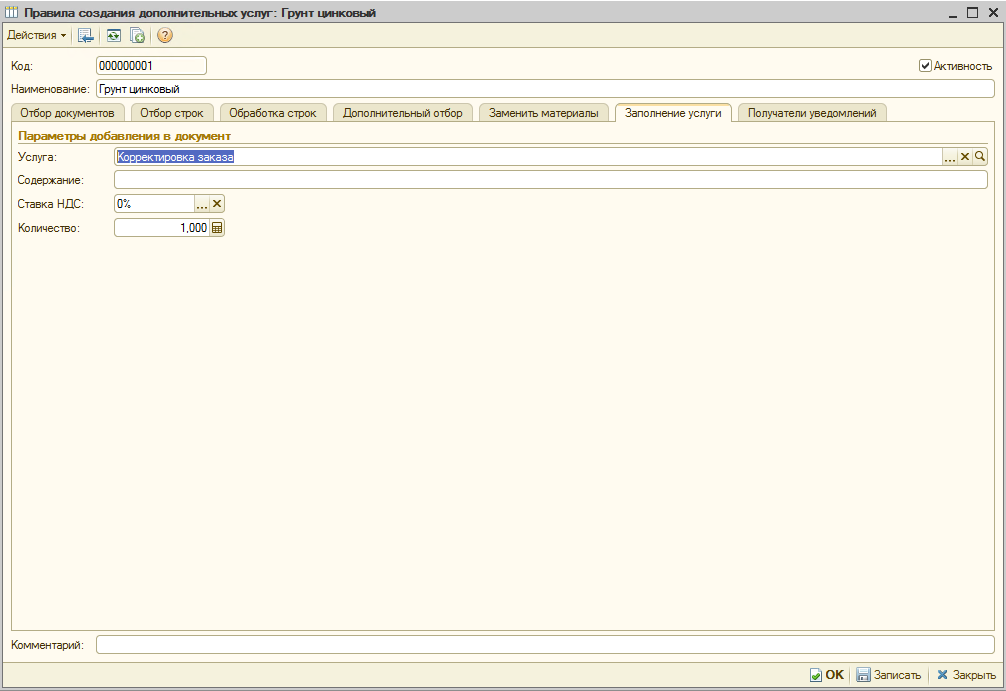 Правила создания дополнительных услуг: Грунт цинковый
Действия
Код: 000000001 Активность
Наименование: Грунт цинковый
Отбор документов Отбор строк Обработка строк Дополнительный отбор Заменить материалы Заполнение услуги Получатели уведомлений
Параметры добавления в документ
Услуга: Корректировка заказа ...
Содержание:
Ставка НДС: 0% ...
Количество: 1,000
Комментарий:
OK Записать Закрыть